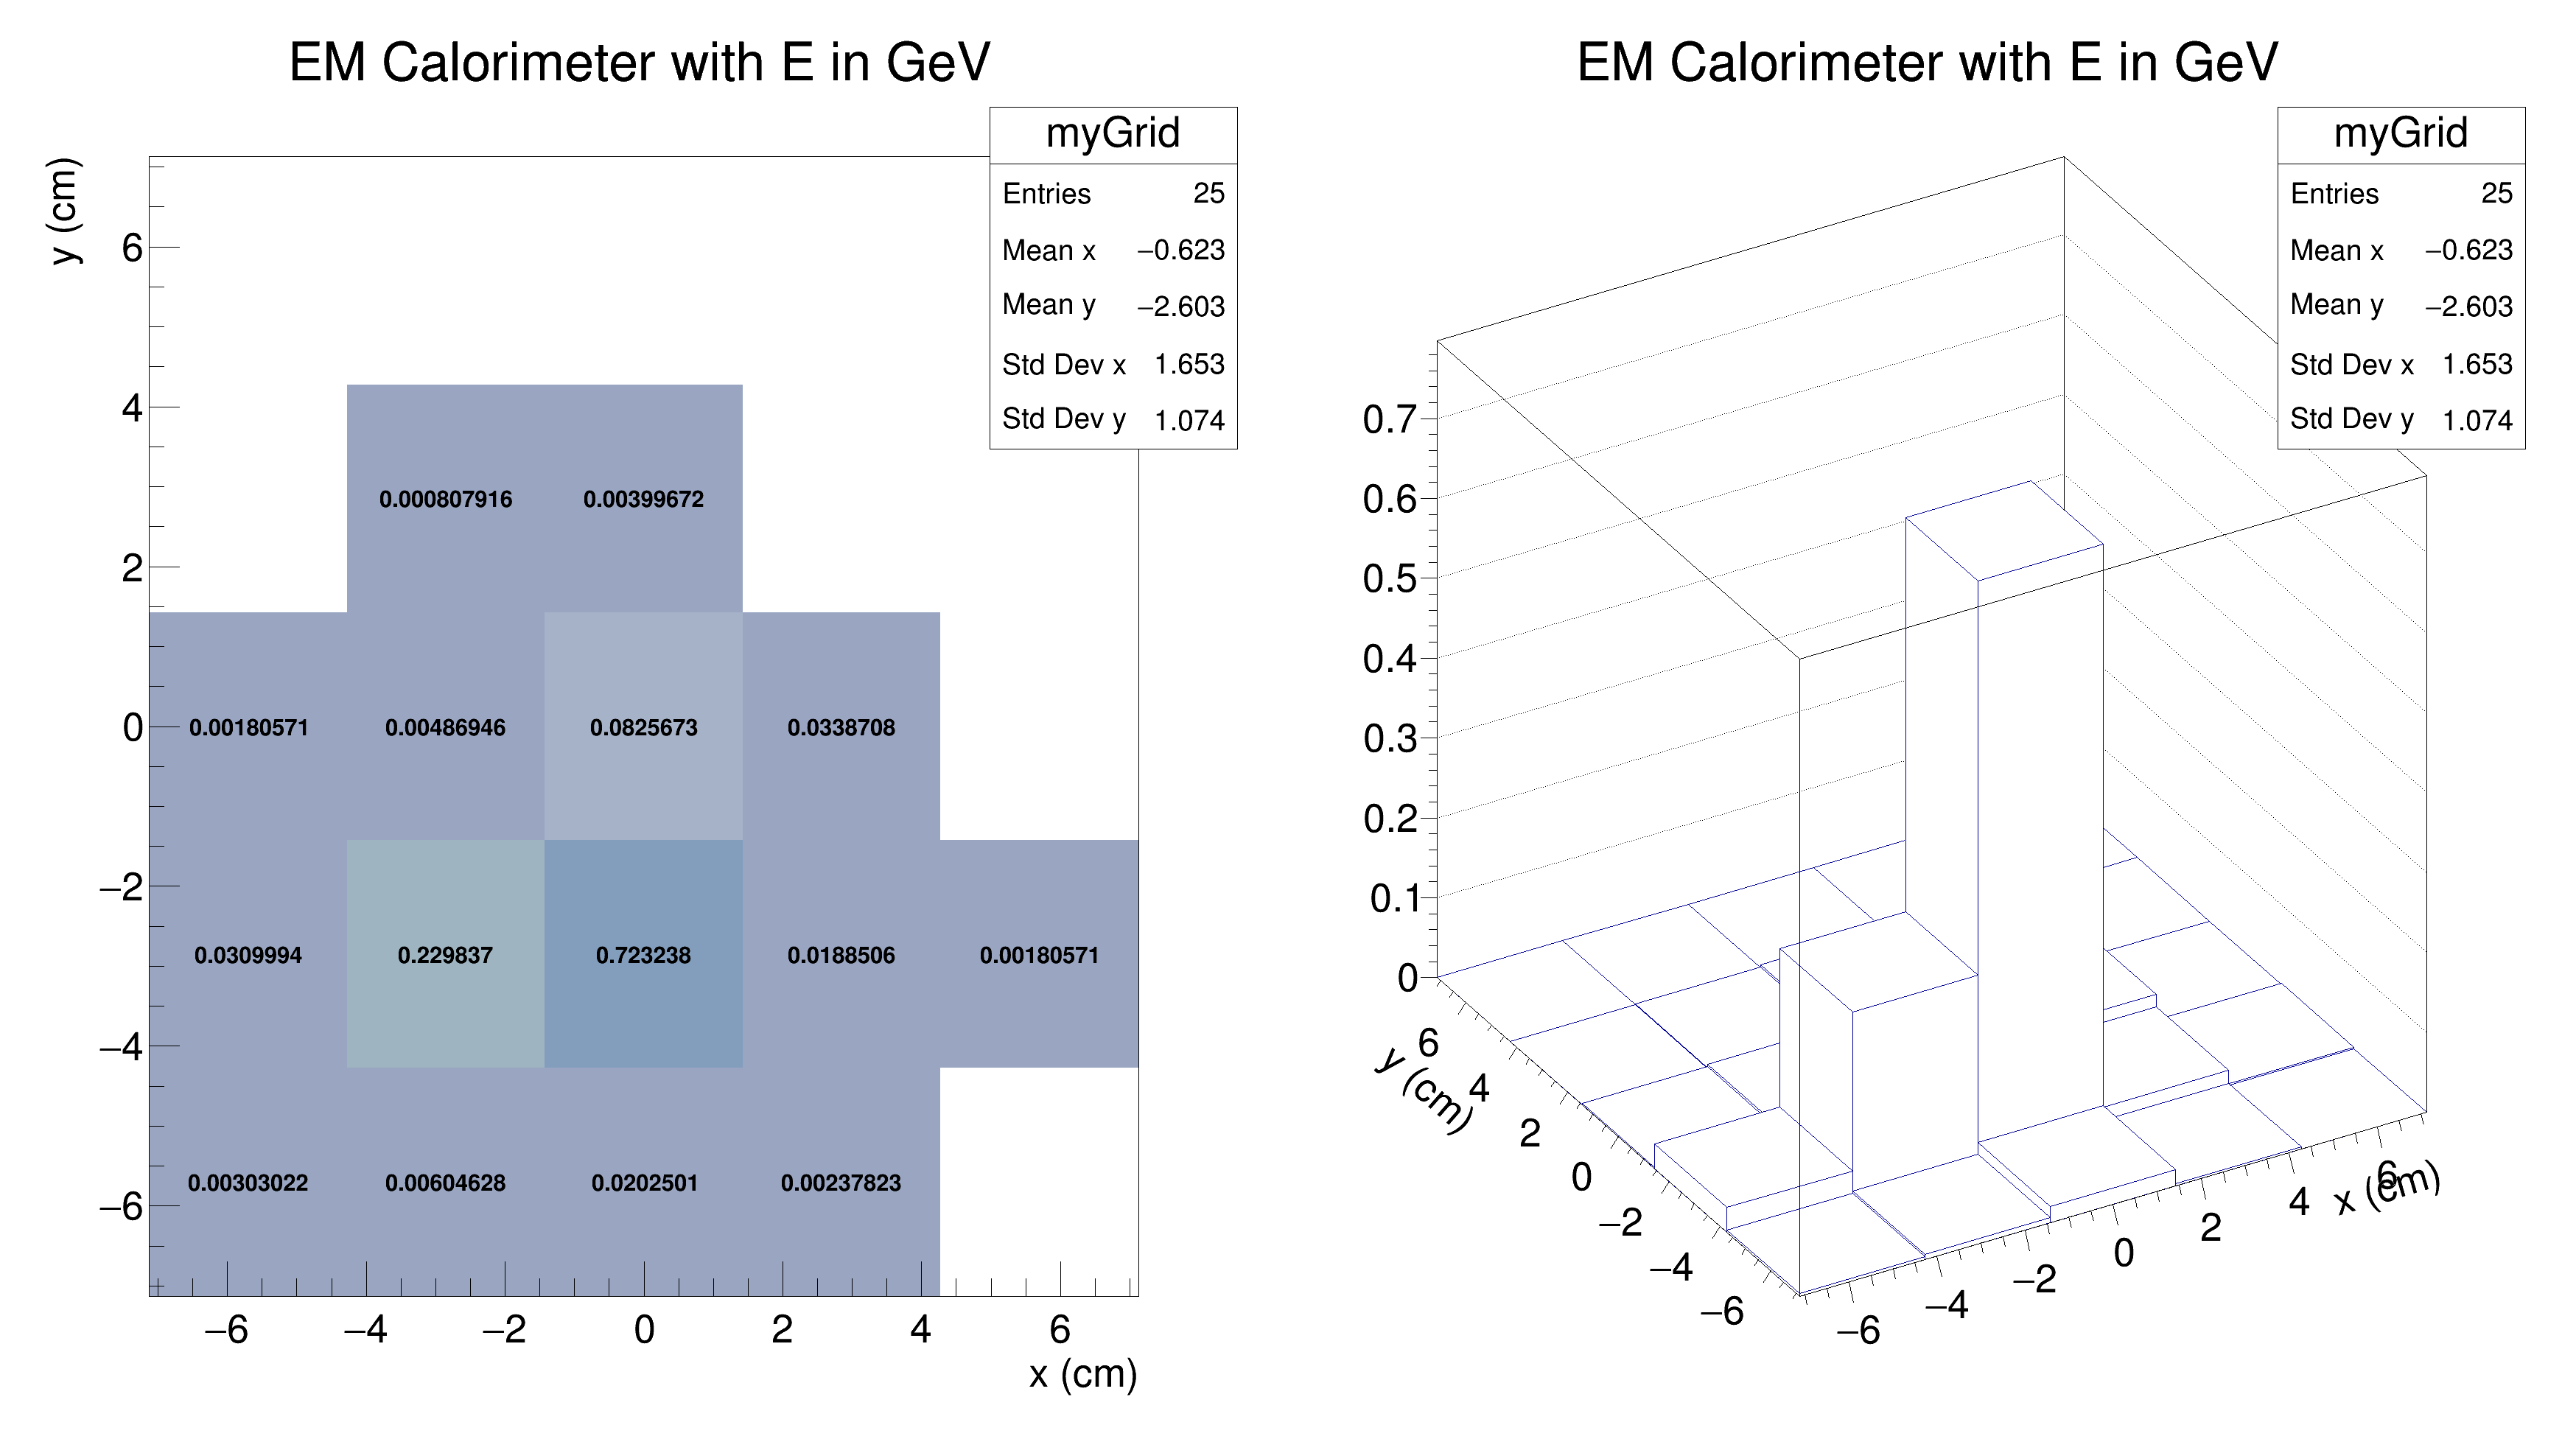 EM Calorimeter with E in GeV
myGrid
Entries 25
Mean x −0.623
Mean y −2.603
Std Dev x 1.653
Std Dev y 1.074
y (cm)
6
4
2
0
−2
−4
−6
0.000807916 0.00399672
0.00180571 0.00486946 0.0825673 0.0338708
0.0309994 0.229837 0.723238 0.0188506 0.00180571
0.00303022 0.00604628 0.0202501 0.00237823
−6 −4 −2 0 2 4 6
x (cm)
EM Calorimeter with E in GeV
myGrid
Entries 25
Mean x −0.623
Mean y −2.603
Std Dev x 1.653
Std Dev y 1.074
0.7
0.6
0.5
0.4
0.3
0.2
0.1
0
6
4
2
0
−2
−4
−6
y (cm)
−6
−4
−2
0
2
4
6
x (cm)